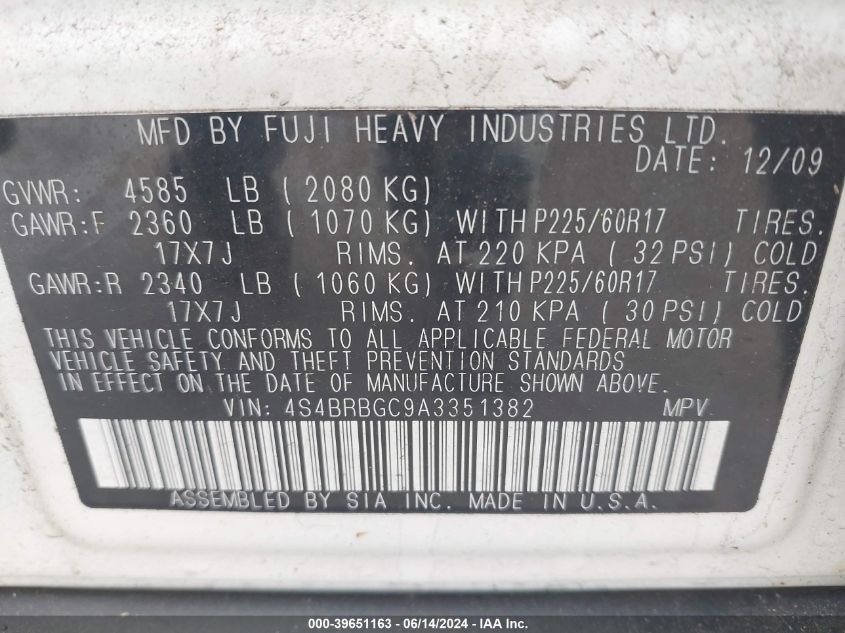 MFD BY FUJI HEAVY INDUSTRIES LTD.
DATE: 12/09
GVWR: 4585 LB ( 2080 KG)
GAWR:F 2360 LB ( 1070 KG) WITH P225/60R17 TIRES.
17X7J RIMS. AT 220 KPA ( 32 PSI) COLD
GAWR:R 2340 LB ( 1060 KG) WITH P225/60R17 TIRES.
17X7J RIMS. AT 210 KPA ( 30 PSI) COLD
THIS VEHICLE CONFORMS TO ALL APPLICABLE FEDERAL MOTOR
VEHICLE SAFETY AND THEFT PREVENTION STANDARDS
IN EFFECT ON THE DATE OF MANUFACTURE SHOWN ABOVE.
VIN: 4S4BRBGC9A3351382 MPV
ASSEMBLED BY SIA INC. MADE IN U.S.A.
000-39651163 - 06/14/2024 - IAA Inc.